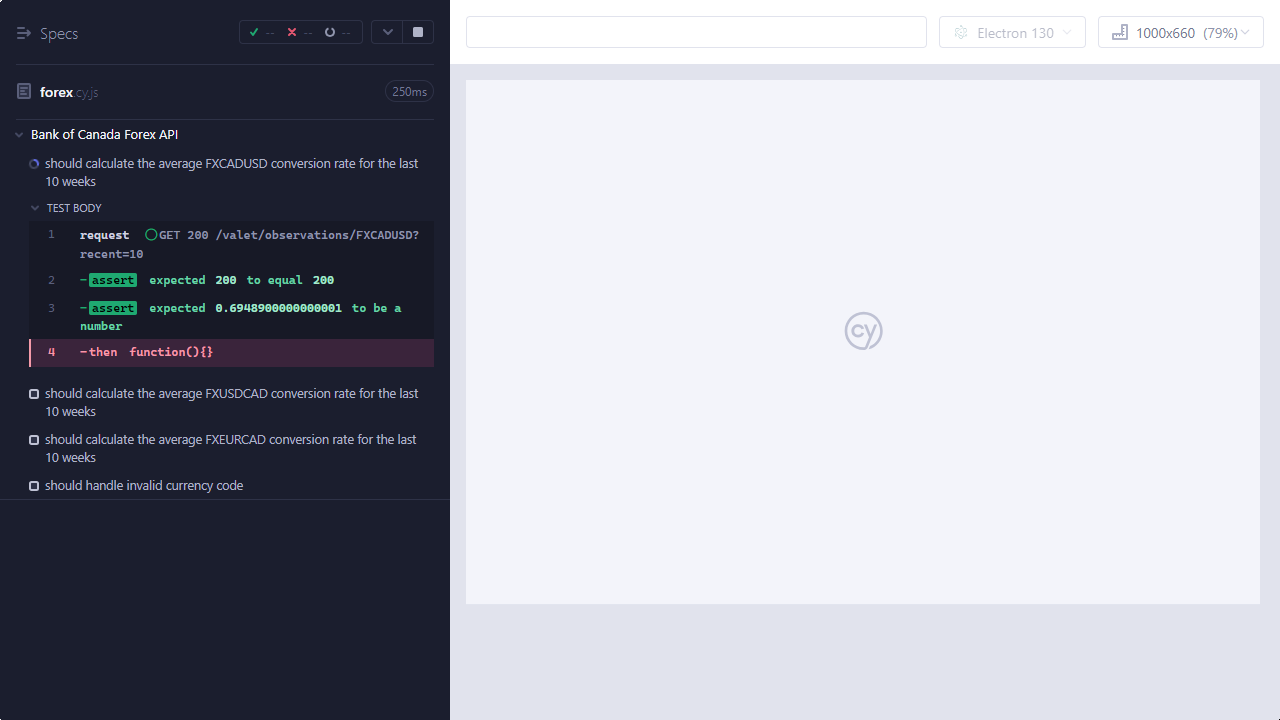 Specs
--
--
--
Electron 130
1000x660 (79%)
forex.cy.js
250ms
Bank of Canada Forex API
should calculate the average FXCADUSD conversion rate for the last
10 weeks
TEST BODY
1 request GET 200 /valet/observations/FXCADUSD?
recent=10
2 -assert expected 200 to equal 200
3 -assert expected 0.6948900000000001 to be a
number
4 -then function(){}
should calculate the average FXUSDCAD conversion rate for the last
10 weeks
should calculate the average FXEURCAD conversion rate for the last
10 weeks
should handle invalid currency code
cy